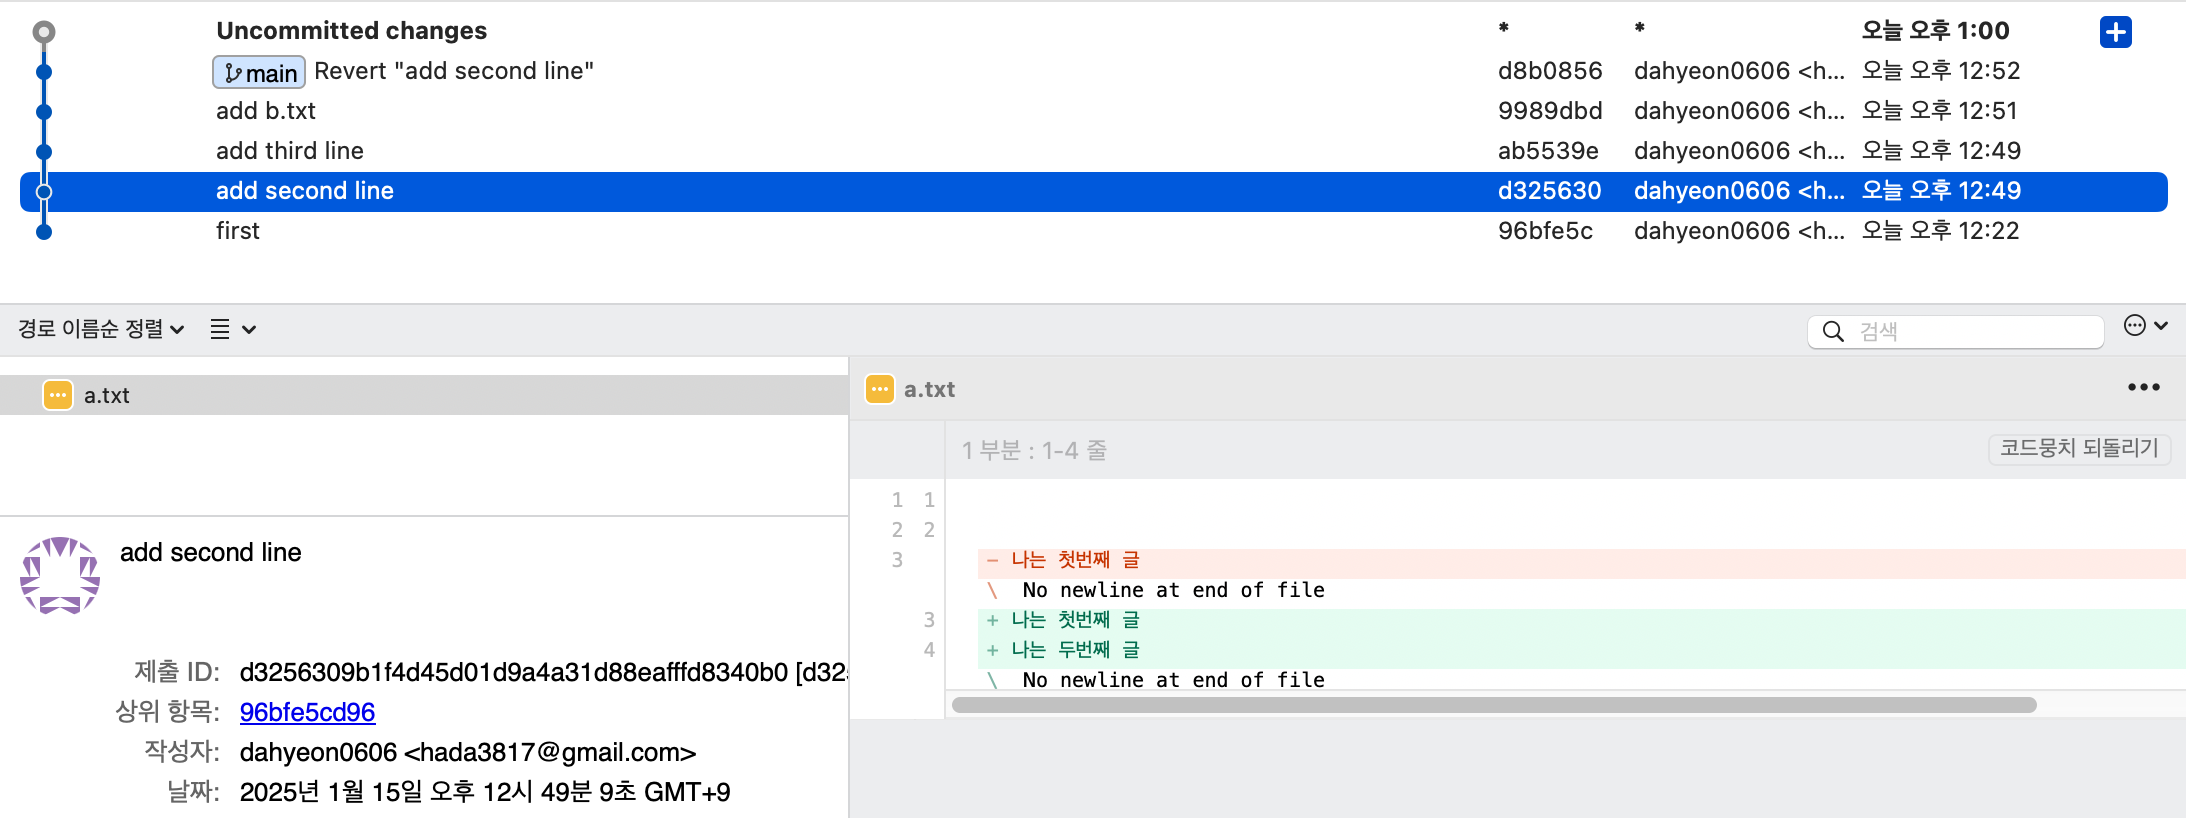 Uncommitted changes * * 오늘 오후 1:00
main Revert "add second line" d8b0856 dahyeon0606 <h... 오늘 오후 12:52
add b.txt 9989dbd dahyeon0606 <h... 오늘 오후 12:51
add third line ab5539e dahyeon0606 <h... 오늘 오후 12:49
add second line d325630 dahyeon0606 <h... 오늘 오후 12:49
first 96bfe5c dahyeon0606 <h... 오늘 오후 12:22
경로 이름순 정렬 검색
a.txt
add second line
제출 ID: d3256309b1f4d45d01d9a4a31d88eafffd8340b0 [d325
상위 항목: 96bfe5cd96
작성자: dahyeon0606 <hada3817@gmail.com>
날짜: 2025년 1월 15일 오후 12시 49분 9초 GMT+9
a.txt
1 부분 : 1-4 줄 코드뭉치 되돌리기
1 1
2 2
3 - 나는 첫번째 글
\ No newline at end of file
3 + 나는 첫번째 글
4 + 나는 두번째 글
\ No newline at end of file